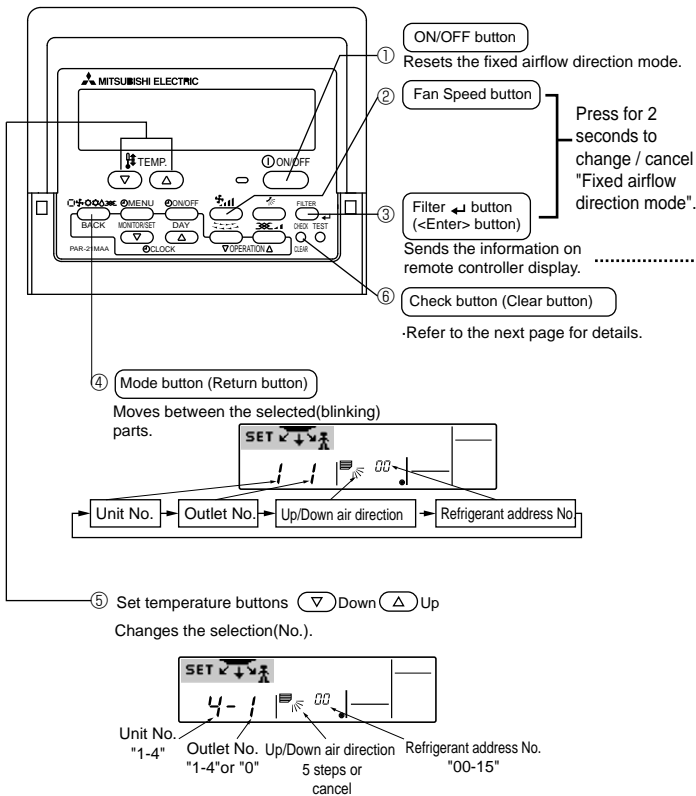 ① ON/OFF button
Resets the fixed airflow direction mode.
② Fan Speed button
Press for 2
seconds to
change / cancel
"Fixed airflow
direction mode".
③ Filter ↵ button
(<Enter> button)
Sends the information on
remote controller display.
⑥ Check button (Clear button)
·Refer to the next page for details.
MITSUBISHI ELECTRIC
TEMP.
ON/OFF
MENU ON/OFF FILTER
BACK MONITOR/SET DAY CHECK TEST
PAR-21MAA CLOCK OPERATION CLEAR
④ Mode button (Return button)
Moves between the selected(blinking)
parts.
SET
1 1 00
Unit No. Outlet No. Up/Down air direction Refrigerant address No.
⑤ Set temperature buttons ▽ Down △ Up
Changes the selection(No.).
SET
4- 1 00
Unit No.
"1-4"
Outlet No.
"1-4"or "0"
Up/Down air direction
5 steps or
cancel
Refrigerant address No.
"00-15"